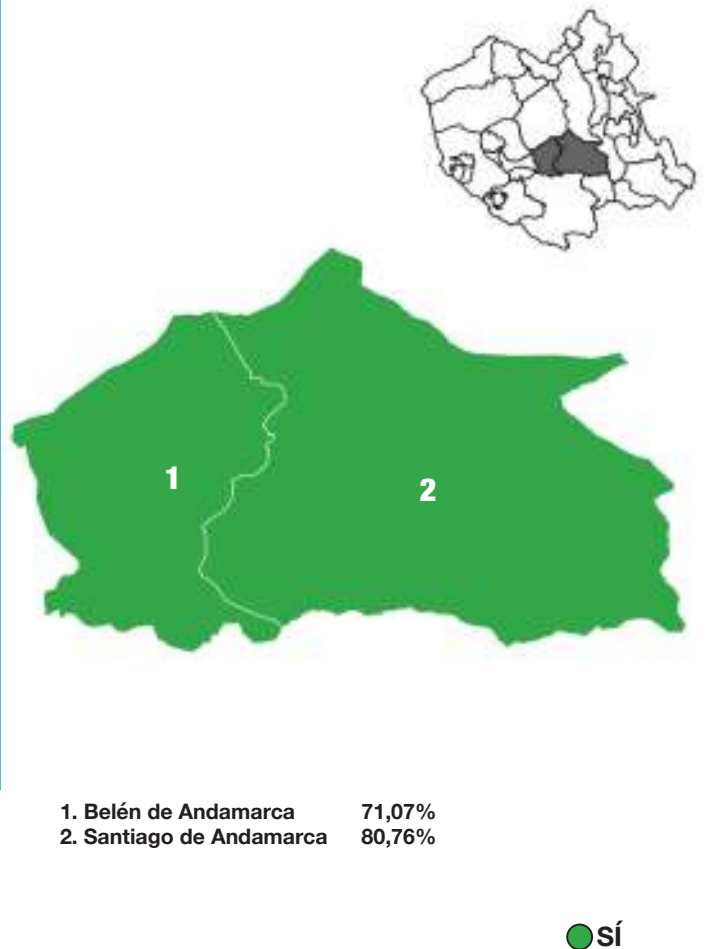 1
2
1. Belén de Andamarca 71,07%
2. Santiago de Andamarca 80,76%
SÍ